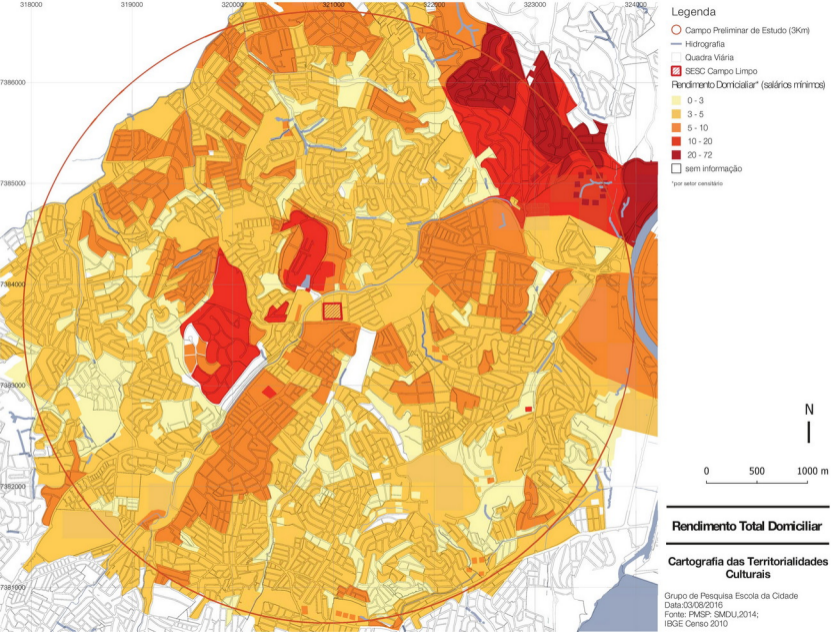 318000
319000
320000
321000
322000
323000
324000
7386000
7385000
7384000
7383000
7382000
7381000
Legenda
Campo Preliminar de Estudo (3Km)
Hidrografia
Quadra Viária
SESC Campo Limpo
Rendimento Domicialiar* (salários mínimos)
0 - 3
3 - 5
5 - 10
10 - 20
20 - 72
sem informação
*por setor censitário
N
0 500 1000 m
Rendimento Total Domiciliar
Cartografia das Territorialidades
Culturais
Grupo de Pesquisa Escola da Cidade
Data:03/08/2016
Fonte: PMSP: SMDU,2014;
IBGE Censo 2010